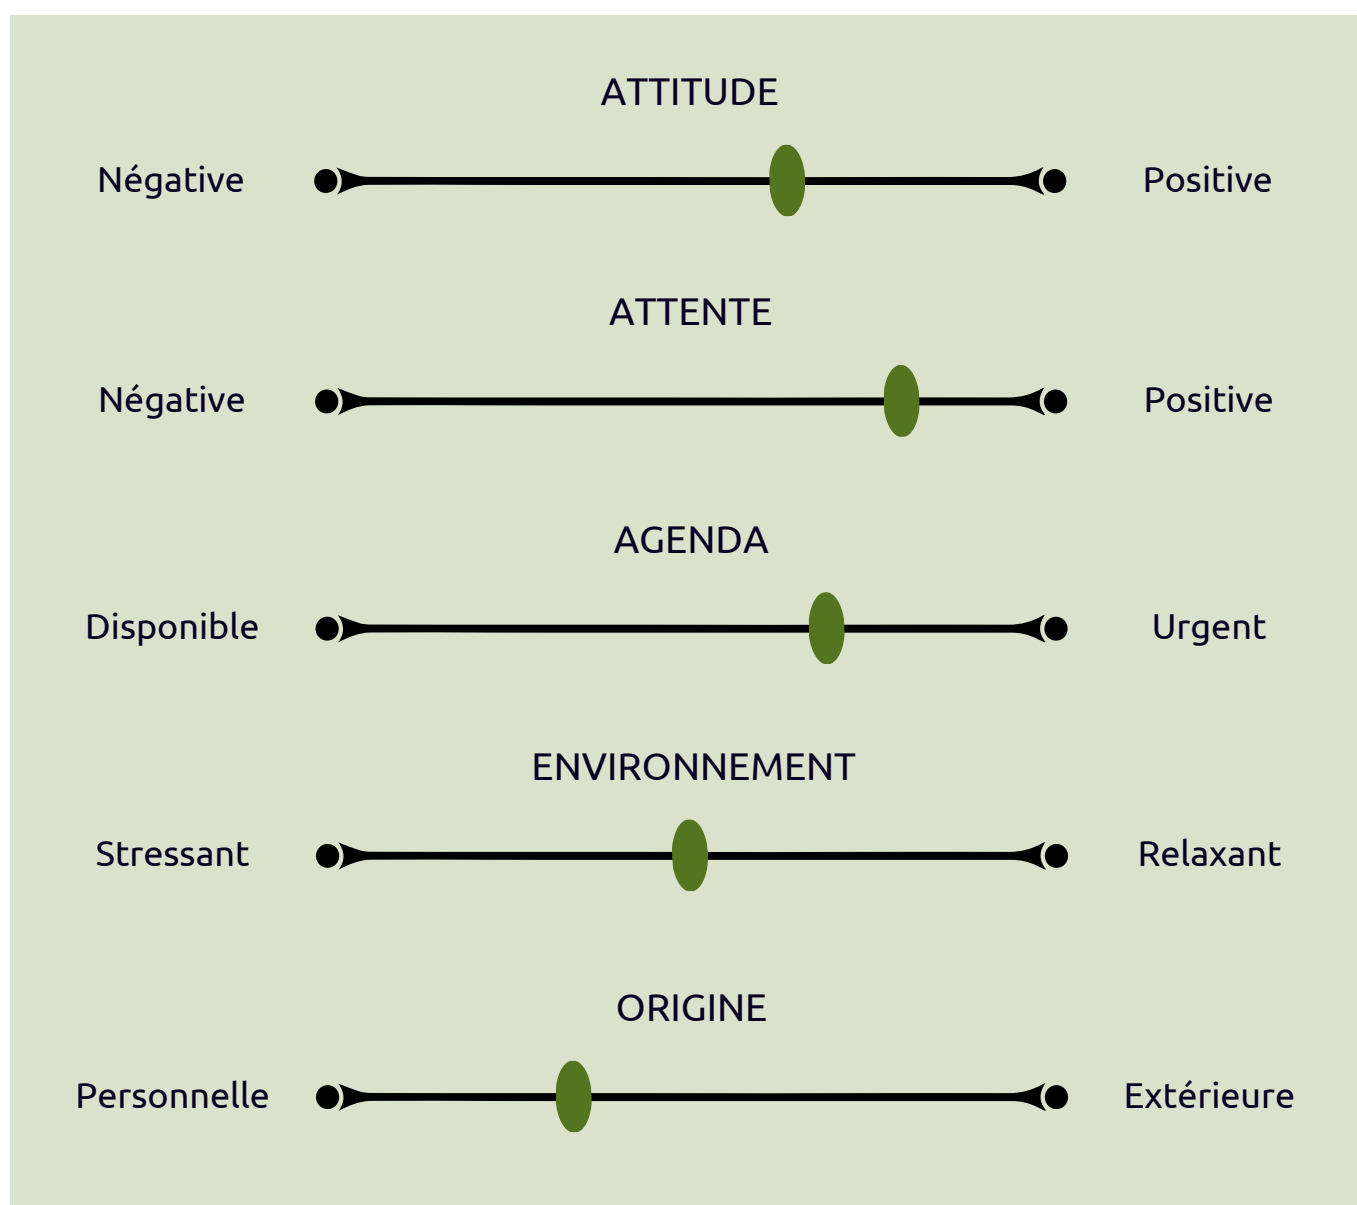 ATTITUDE
Négative Positive
ATTENTE
Négative Positive
AGENDA
Disponible Urgent
ENVIRONNEMENT
Stressant Relaxant
ORIGINE
Personnelle Extérieure